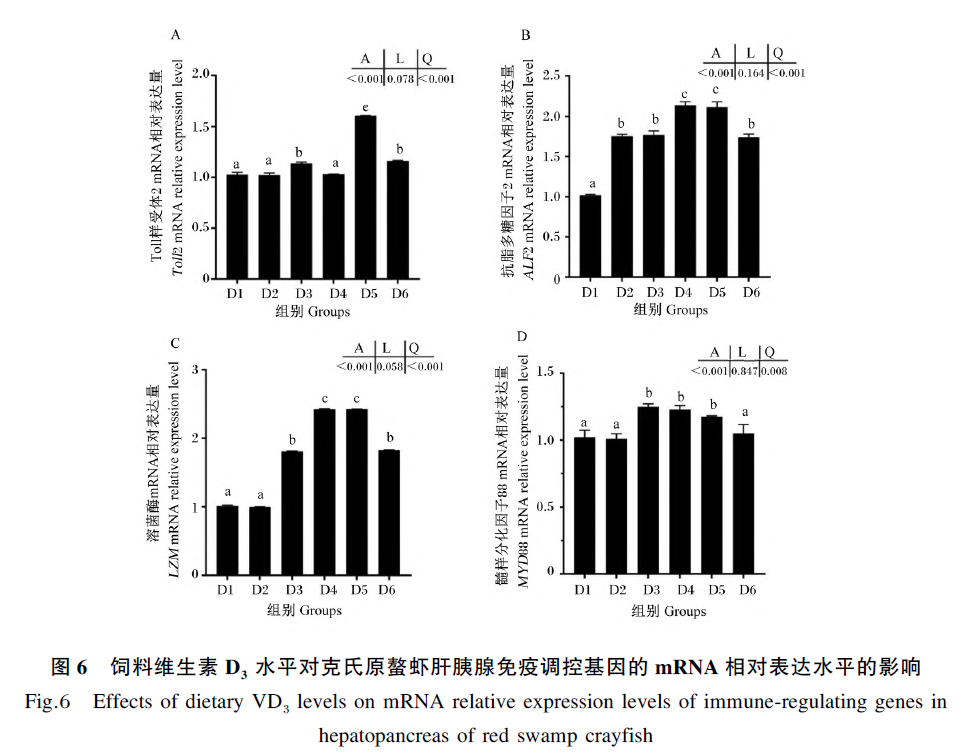 A
A L Q
<0.001 0.078 <0.001
Toll样受体2 mRNA相对表达量
Toll2 mRNA relative expression level
2.0
1.5
1.0
0.5
0
a a b a e b
D1 D2 D3 D4 D5 D6
组别 Groups
B
A L Q
<0.001 0.164 <0.001
抗脂多糖因子2 mRNA相对表达量
ALF2 mRNA relative expression level
2.5
2.0
1.5
1.0
0.5
0
a b b c c b
D1 D2 D3 D4 D5 D6
组别 Groups
C
A L Q
<0.001 0.058 <0.001
溶菌酶mRNA相对表达量
LZM mRNA relative expression level
3
2
1
0
a a b c c b
D1 D2 D3 D4 D5 D6
组别 Groups
D
A L Q
<0.001 0.847 0.008
髓样分化因子88 mRNA相对表达量
MYD88 mRNA relative expression level
1.5
1.0
0.5
0
a a b b b a
D1 D2 D3 D4 D5 D6
组别 Groups
图 6 饲料维生素 D3 水平对克氏原螯虾肝胰腺免疫调控基因的 mRNA 相对表达水平的影响
Fig.6 Effects of dietary VD3 levels on mRNA relative expression levels of immune-regulating genes in
hepatopancreas of red swamp crayfish